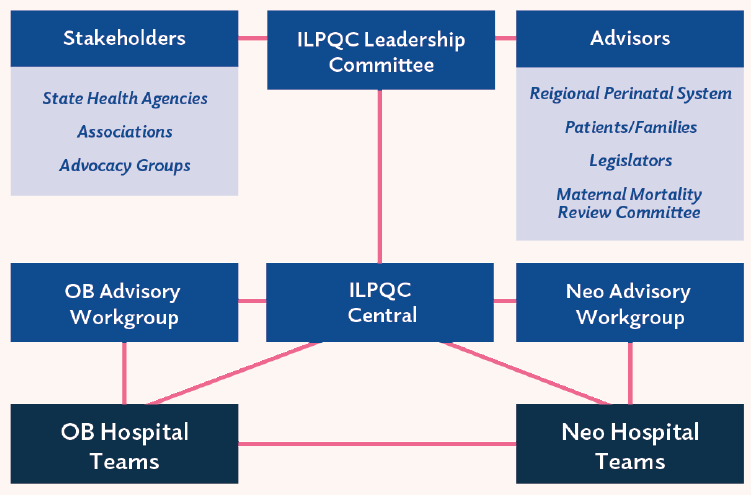 Stakeholders
State Health Agencies
Associations
Advocacy Groups
ILPQC Leadership
Committee
Advisors
Reigional Perinatal System
Patients/Families
Legislators
Maternal Mortality
Review Committee
OB Advisory
Workgroup
ILPQC
Central
Neo Advisory
Workgroup
OB Hospital
Teams
Neo Hospital
Teams